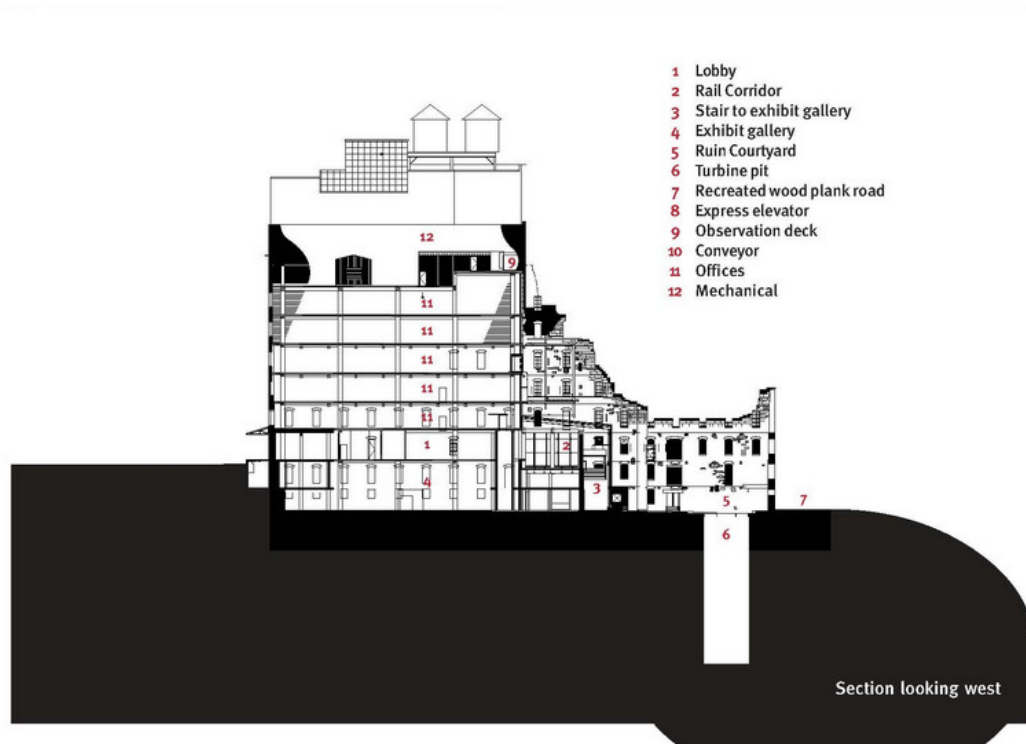 1 Lobby
2 Rail Corridor
3 Stair to exhibit gallery
4 Exhibit gallery
5 Ruin Courtyard
6 Turbine pit
7 Recreated wood plank road
8 Express elevator
9 Observation deck
10 Conveyor
11 Offices
12 Mechanical
12
9
11
11
11
11
11
1
2
4
3
5
7
6
Section looking west